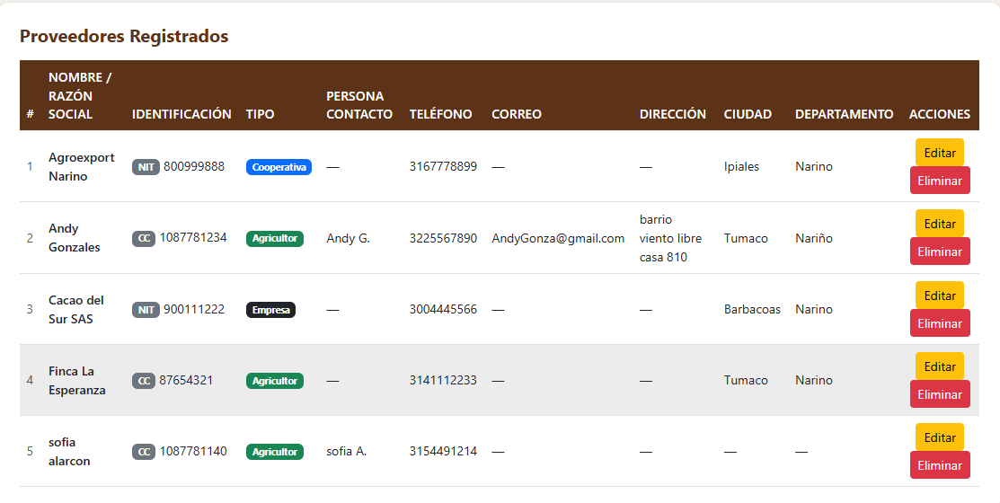 Proveedores Registrados
# NOMBRE / RAZÓN SOCIAL IDENTIFICACIÓN TIPO PERSONA CONTACTO TELÉFONO CORREO DIRECCIÓN CIUDAD DEPARTAMENTO ACCIONES
1 Agroexport Narino NIT 800999888 Cooperativa — 3167778899 — — Ipiales Narino Editar Eliminar
2 Andy Gonzales CC 1087781234 Agricultor Andy G. 3225567890 AndyGonza@gmail.com barrio viento libre casa 810 Tumaco Nariño Editar Eliminar
3 Cacao del Sur SAS NIT 900111222 Empresa — 3004445566 — — Barbacoas Narino Editar Eliminar
4 Finca La Esperanza CC 87654321 Agricultor — 3141112233 — — Tumaco Narino Editar Eliminar
5 sofia alarcon CC 1087781140 Agricultor sofia A. 3154491214 — — — — Editar Eliminar